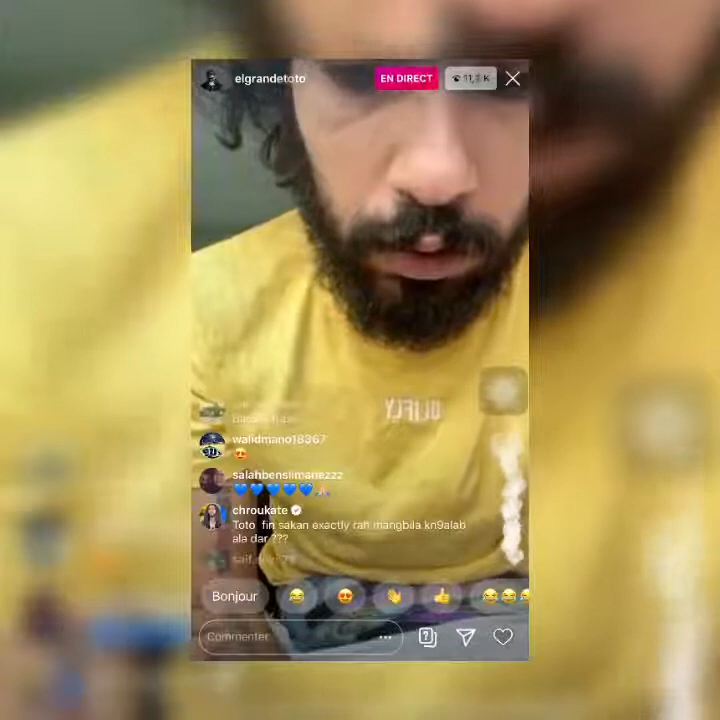 elgrandetoto
EN DIRECT
walidmano18367
😍
salahbenslimanezzz
💙💙💙💙💙🙏🏻
chroukate
Toto fin sakan exactly rah mangbila kn9alab
ala dar ???
Bonjour 😂 😍 👏 👍 😂😂
Commenter